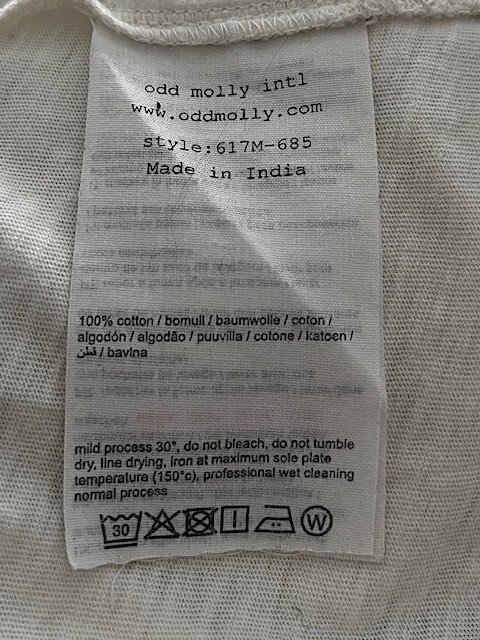 odd molly intl
www.oddmolly.com
style:617M-685
Made in India
100% cotton / bomull / baumwolle / coton /
algodón / algodão / puuvilla / cotone / katoen /
قطن / bavlna
mild process 30°, do not bleach, do not tumble
dry, line drying, iron at maximum sole plate
temperature (150°c), professional wet cleaning
normal process
30 W